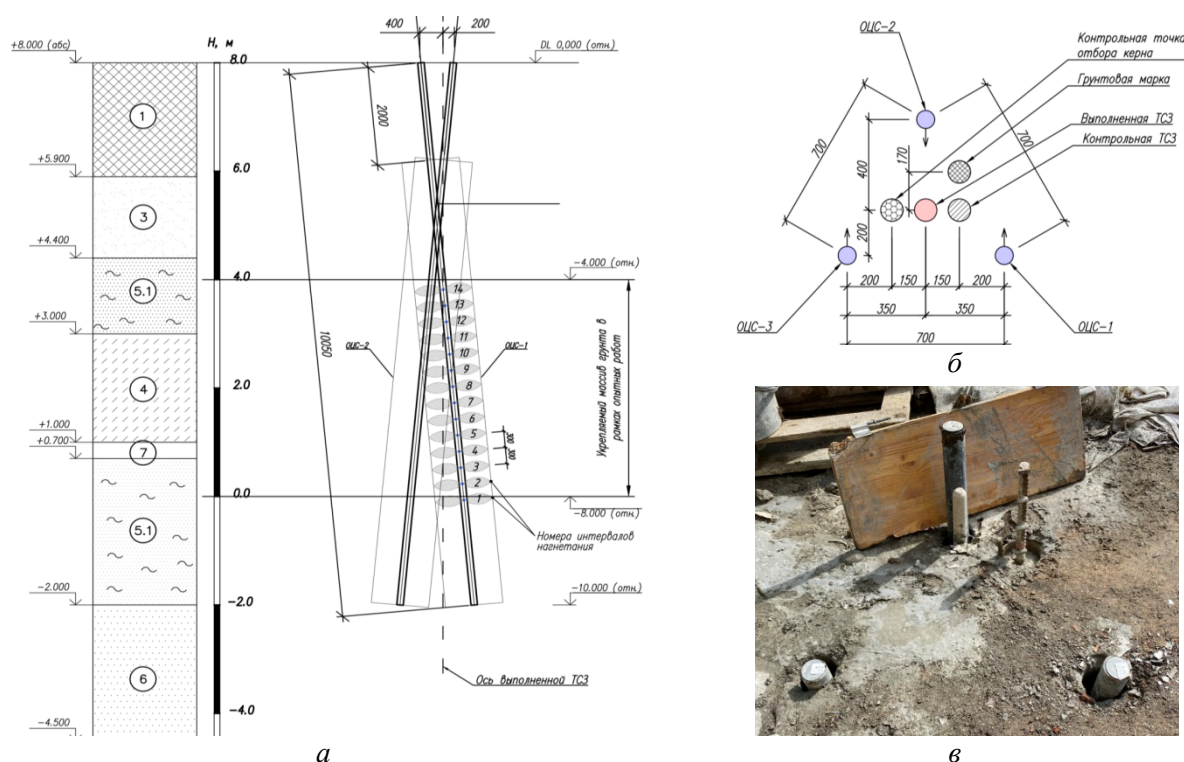 400
200
+8.000 (абс)
Н, м
8.0
DL 0,000 (отн.)
2000
1
+5.900
6.0
3
+4.400
4.0
-4.000 (отн.)
5.1
14
13
+3.000
12
11
10050
ОЦС-2
10
ОЦС-1
9
4
2.0
8
7
6
Укрепляемый массив грунта в
рамках опытных работ
+1.000
5
300
+0.700
7
4
300
3
2
0.0
1
-8.000 (отн.)
5.1
Номера интервалов
нагнетания
-2.000
-2.0
-10.000 (отн.)
6
Ось выполненной ТСЗ
-4.0
-4.500
а
ОЦС-2
Контрольная точка
отбора керна
Грунтовая марка
Выполненная ТСЗ
Контрольная ТСЗ
700
400
170
700
200
200
150
150
200
350
350
ОЦС-3
700
ОЦС-1
б
в